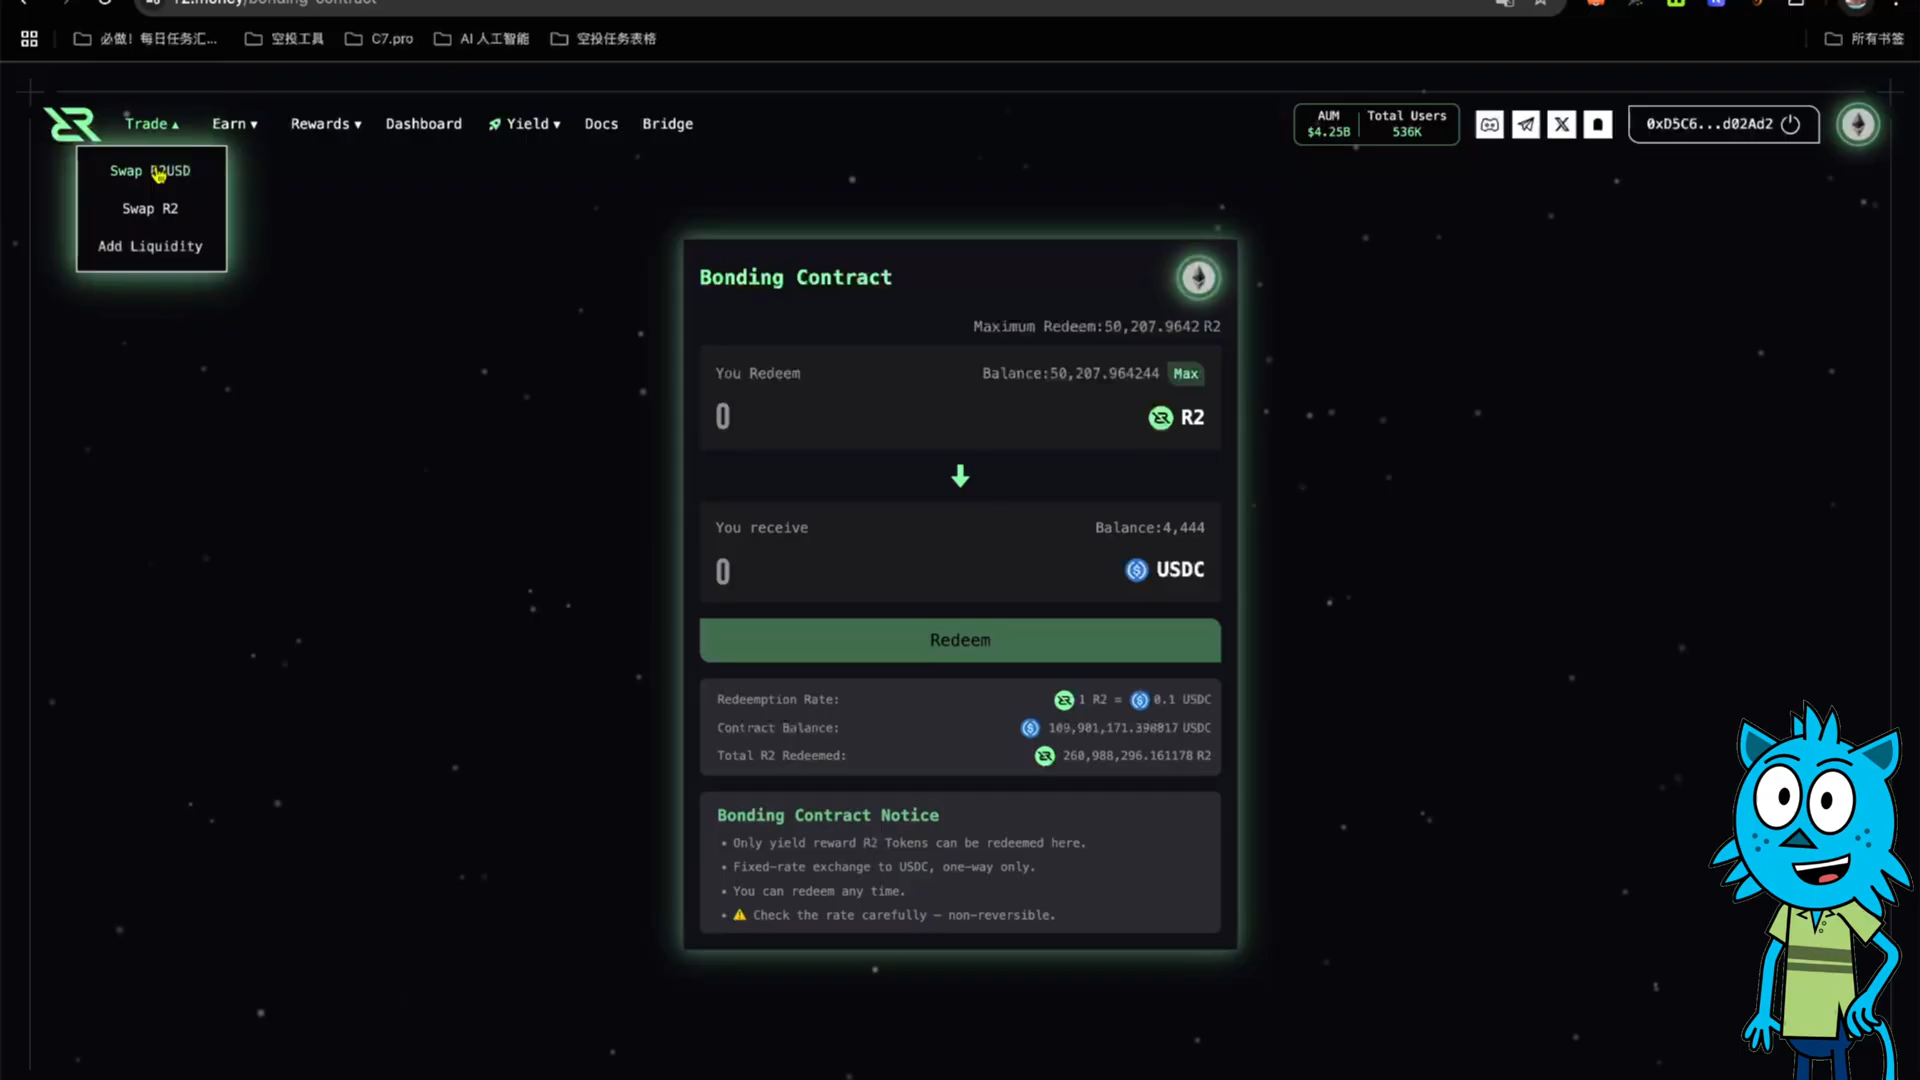 必做！每日任务汇...
空投工具
C7.pro
AI 人工智能
空投任务表格
所有书签
Trade ▴
Earn ▾
Rewards ▾
Dashboard
Yield ▾
Docs
Bridge
AUM
$4.25B
Total Users
536K
0xD5C6...d02Ad2
Swap R2USD
Swap R2
Add Liquidity
Bonding Contract
Maximum Redeem:50,207.9642 R2
You Redeem
Balance:50,207.964244 Max
0
R2
You receive
Balance:4,444
0
USDC
Redeem
Redemption Rate: 1 R2 = 0.1 USDC
Contract Balance: 109,901,171.398817 USDC
Total R2 Redeemed: 260,988,296.161178 R2
Bonding Contract Notice
• Only yield reward R2 Tokens can be redeemed here.
• Fixed-rate exchange to USDC, one-way only.
• You can redeem any time.
• ⚠ Check the rate carefully — non-reversible.